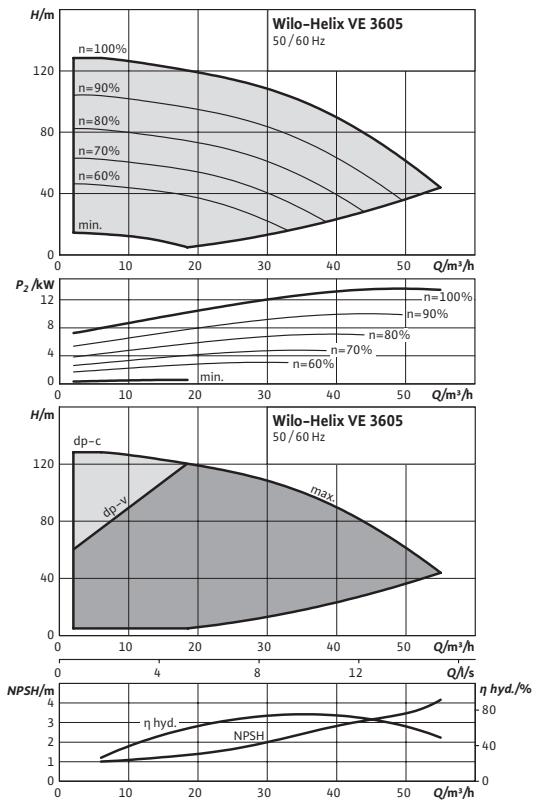 H/m
Wilo-Helix VE 3605
50/60 Hz
n=100%
120
n=90%
80
n=80%
n=70%
n=60%
40
min.
0
0 10 20 30 40 50 Q/m³/h
P₂/kW
12
n=100%
n=90%
8
n=80%
4
n=70%
n=60%
min.
0
0 10 20 30 40 50 Q/m³/h
H/m
Wilo-Helix VE 3605
50/60 Hz
dp-c
120
max.
dp-v
80
40
0
0 10 20 30 40 50 Q/m³/h
0 4 8 12 Q/l/s
NPSH/m
η hyd./%
4
80
3
η hyd.
NPSH
2
40
1
0
0
0 10 20 30 40 50 Q/m³/h